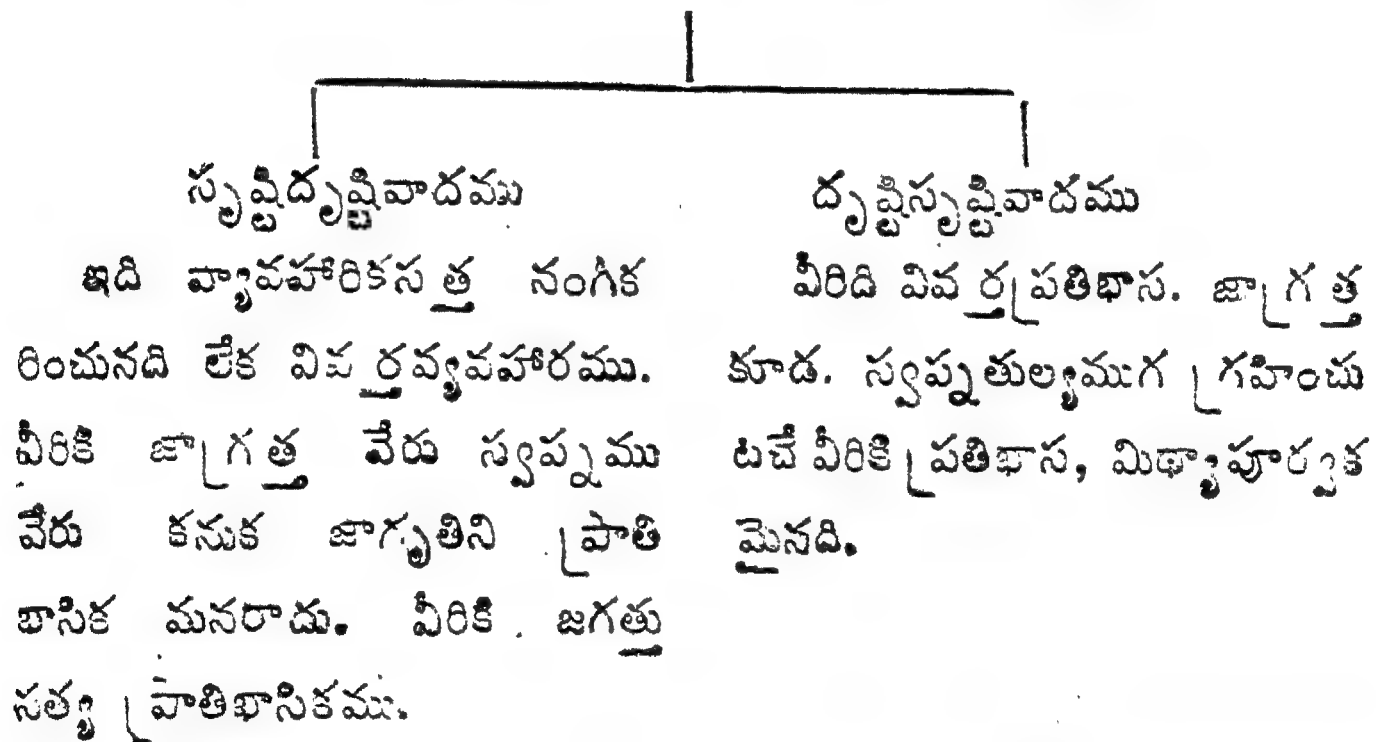 సృష్టిదృష్టివాదము
ఇది వ్యావహారికసత్త నంగీక
రించునది లేక వివర్తవ్యవహారము.
వీరికి జాగ్రత్త వేరు స్వప్నము
వేరు కనుక జాగృతిని ప్రాతి
బాసిక మనరాదు. వీరికి జగత్తు
సత్య ప్రాతిభాసికము.
దృష్టిసృష్టివాదము
వీరిది వివర్తప్రతిభాస. జాగ్రత్త
కూడ. స్వప్నతుల్యముగ గ్రహించు
టచే వీరికి ప్రతిభాస, మిథ్యాపూర్వక
మైనది.